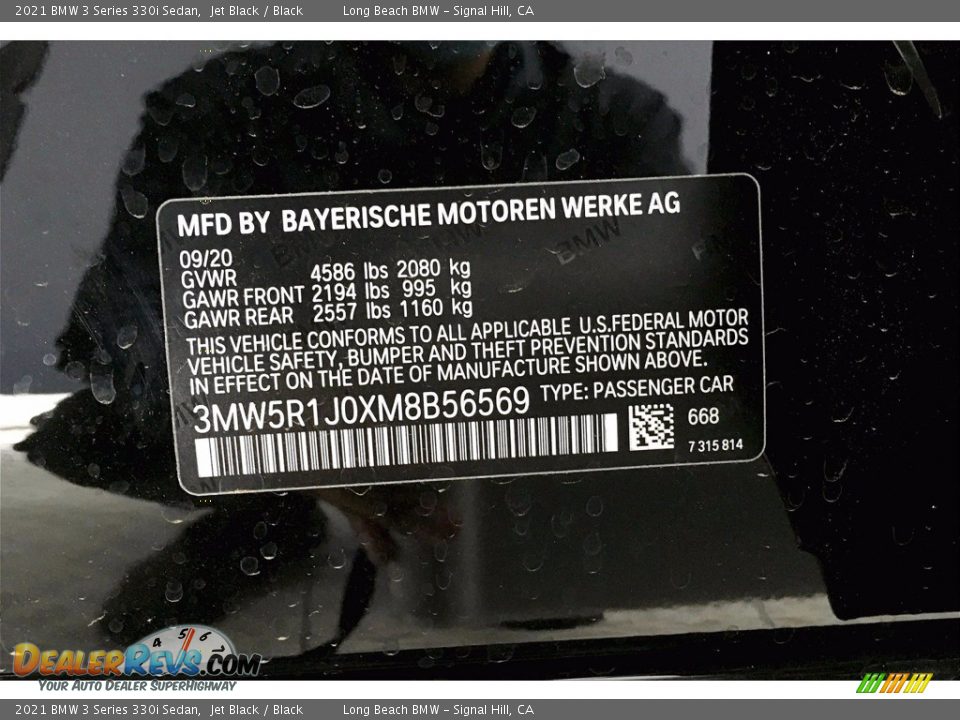 2021 BMW 3 Series 330i Sedan,  Jet Black / Black  Long Beach BMW - Signal Hill, CA
MFD BY BAYERISCHE MOTOREN WERKE AG
09/20
GVWR 4586 lbs 2080 kg
GAWR FRONT 2194 lbs 995 kg
GAWR REAR 2557 lbs 1160 kg
THIS VEHICLE CONFORMS TO ALL APPLICABLE U.S.FEDERAL MOTOR
VEHICLE SAFETY, BUMPER AND THEFT PREVENTION STANDARDS
IN EFFECT ON THE DATE OF MANUFACTURE SHOWN ABOVE.
3MW5R1J0XM8B56569 TYPE: PASSENGER CAR
668
7 315 814
4 5 6
DEALERREVS.COM
YOUR AUTO DEALER SUPERHIGHWAY
2021 BMW 3 Series 330i Sedan,  Jet Black / Black  Long Beach BMW - Signal Hill, CA